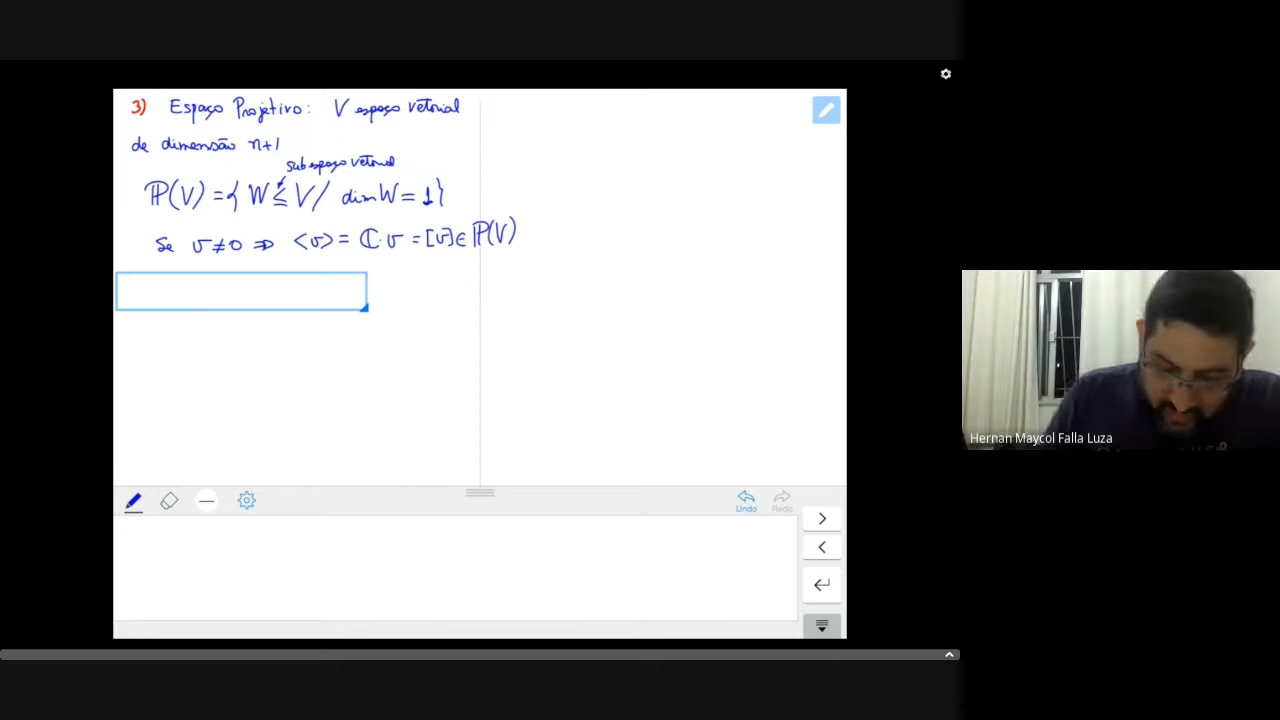 3) Espaço Projetivo: V espaço vetorial
de dimensão n+1
subespaço vetorial
ℙ(V) = { W ≤ V / dim W = 1 }
Se v ≠ 0 ⇒ <v> = ℂ·v = [v] ∈ ℙ(V)
Undo
Redo
Hernan Maycol Falla Luza